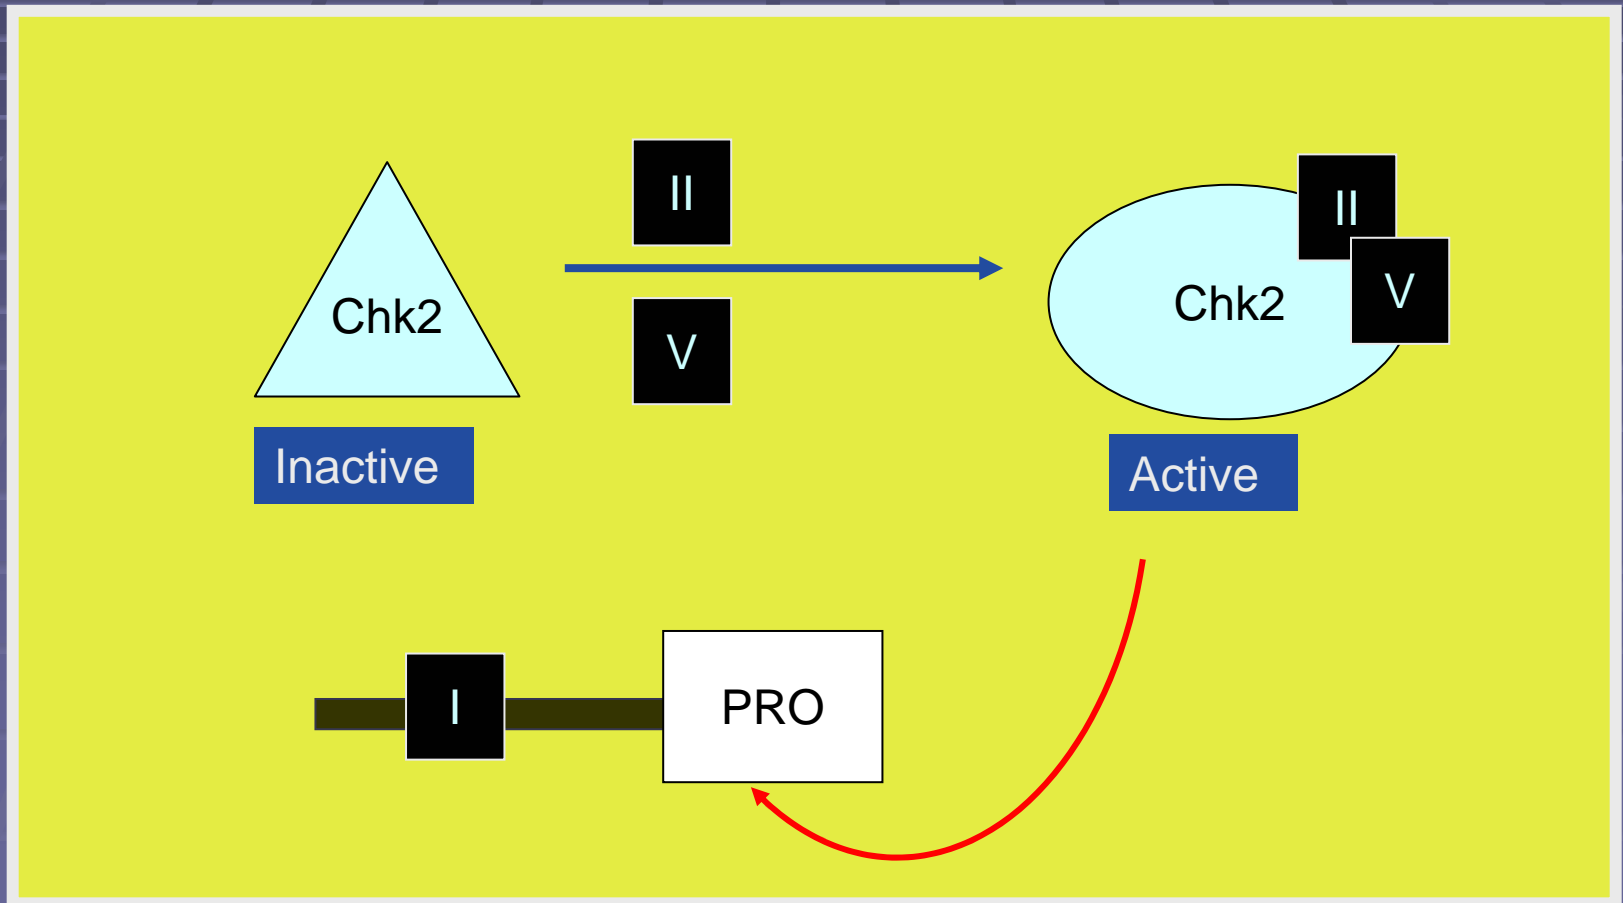 II
II
Chk2
Chk2
V
V
Inactive
Active
I
PRO